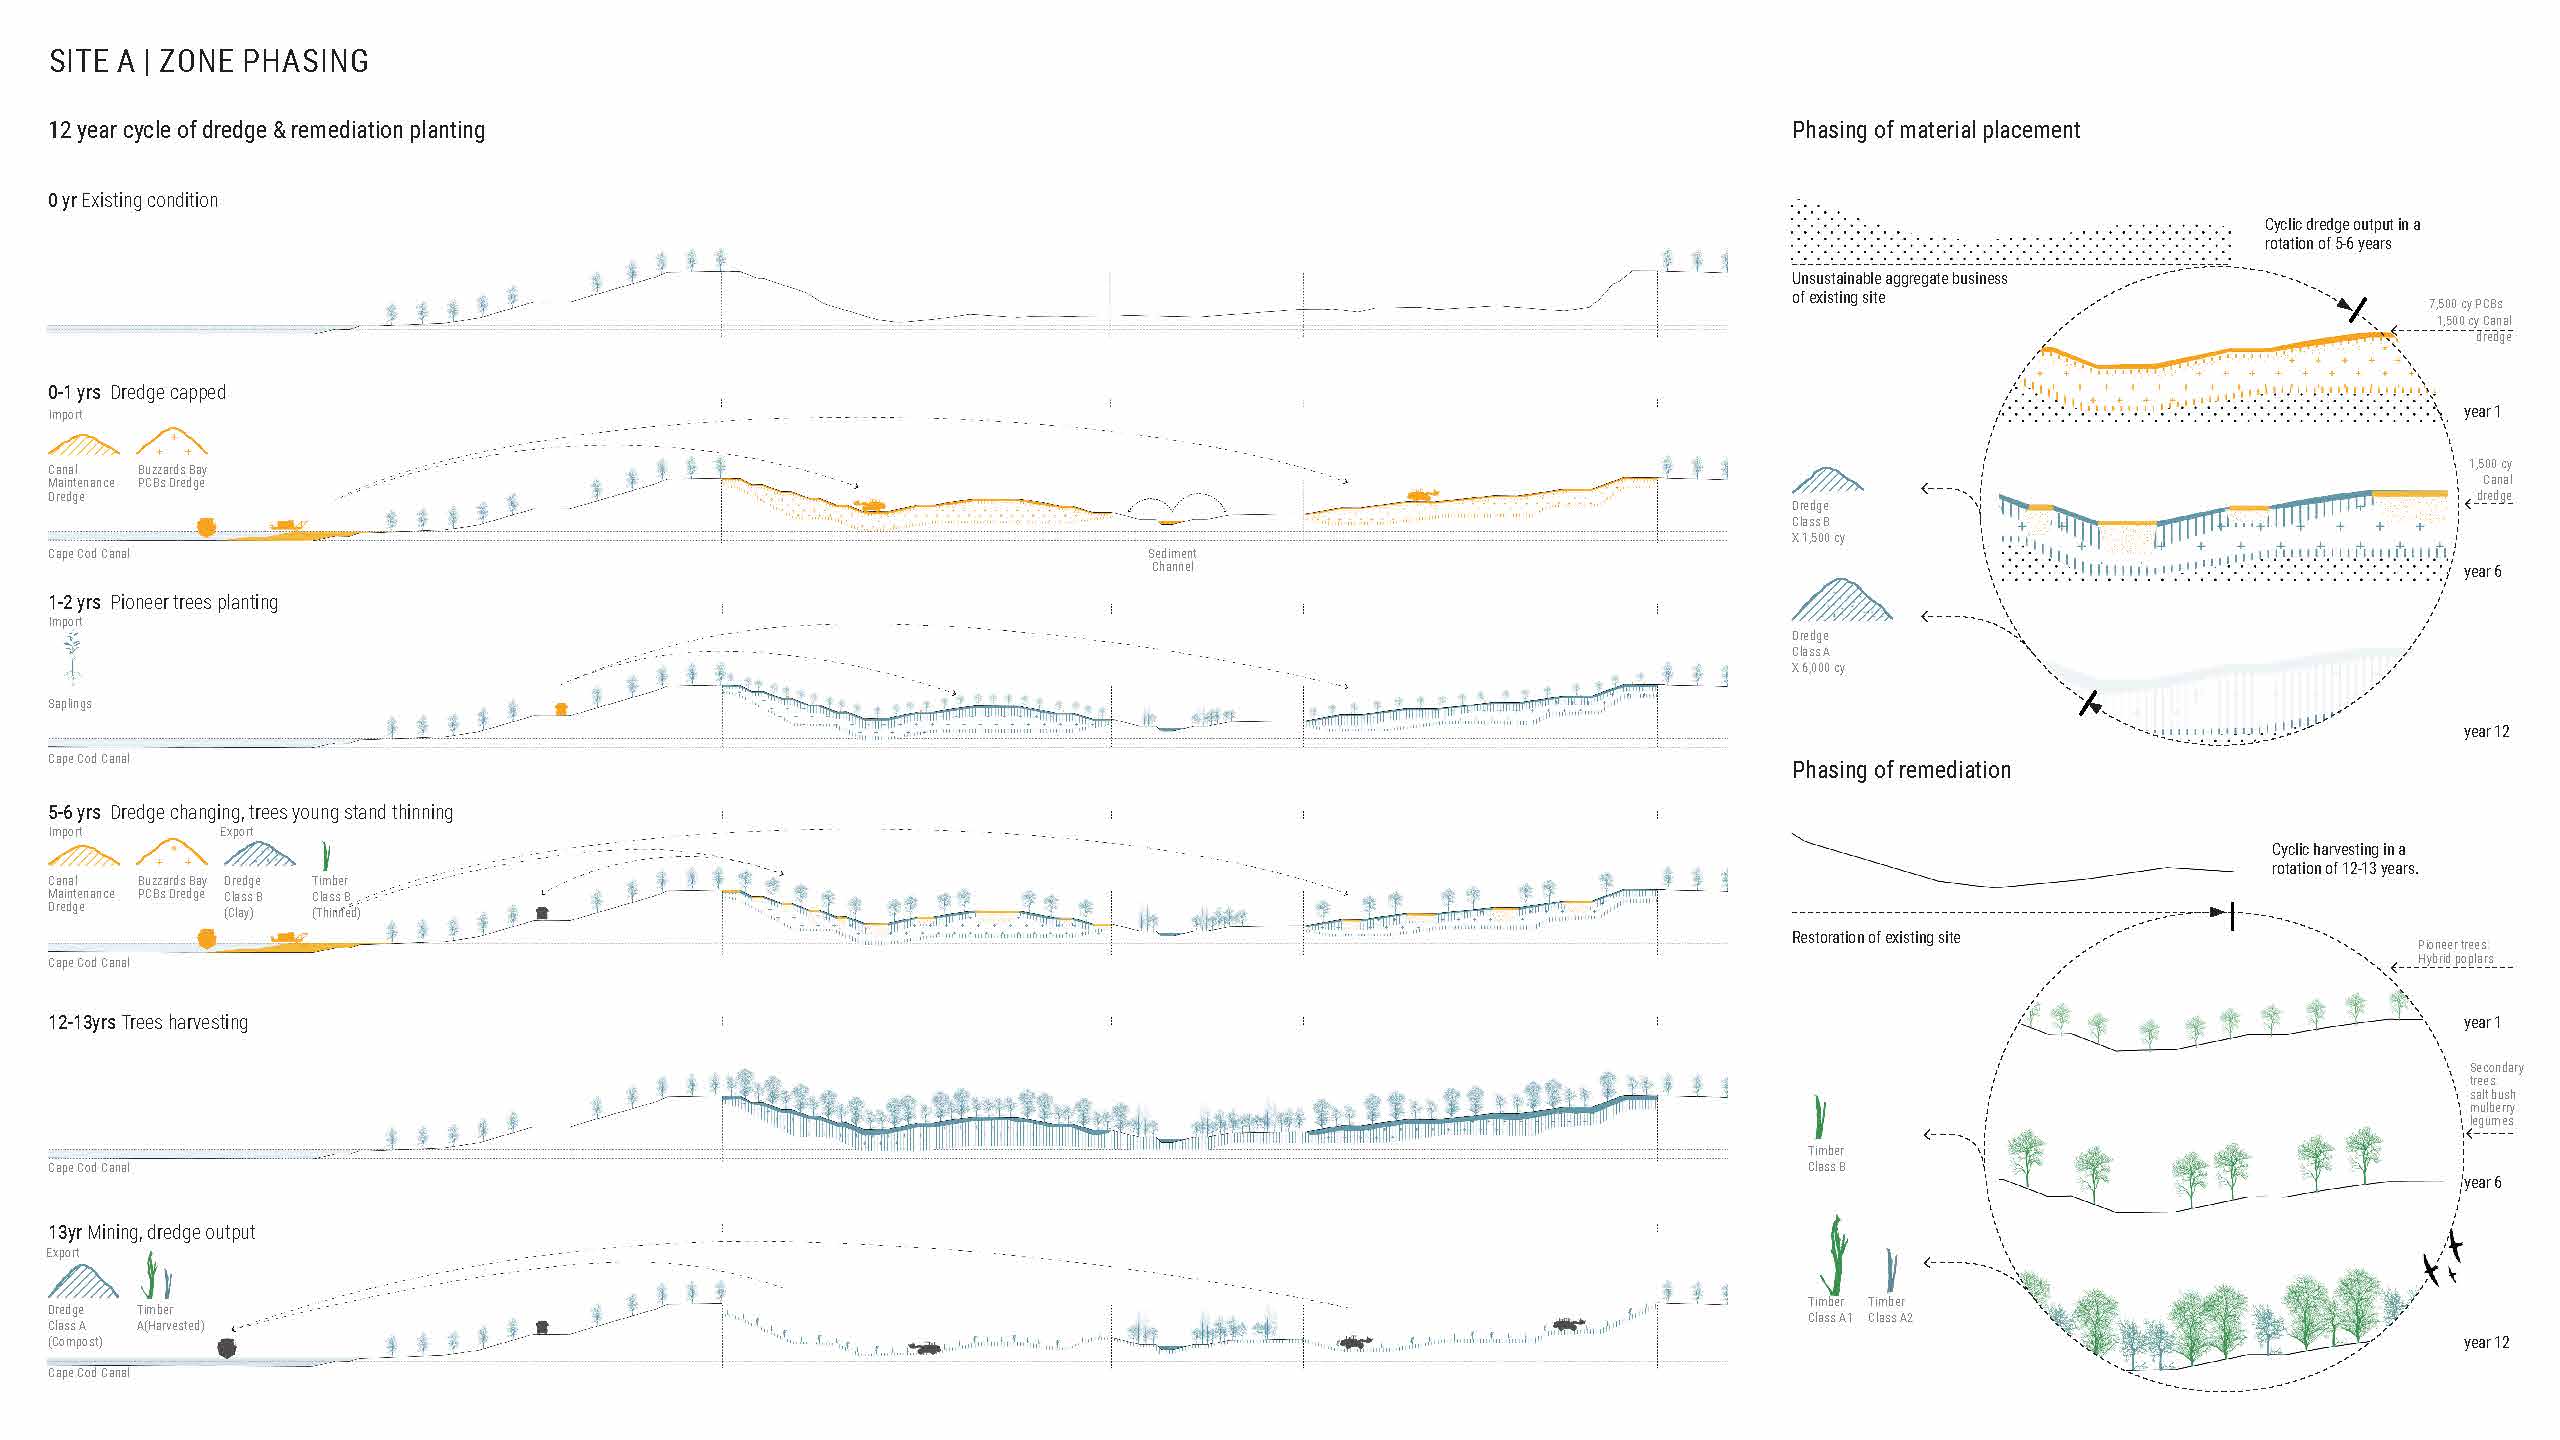 SITE A | ZONE PHASING
12 year cycle of dredge & remediation planting
0 yr Existing condition
0-1 yrs Dredge capped
Import
Canal
Maintenance
Dredge
Buzzards Bay
PCBs Dredge
Cape Cod Canal
Sediment
Channel
1-2 yrs Pioneer trees planting
Import
Saplings
Cape Cod Canal
5-6 yrs Dredge changing, trees young stand thinning
Import
Export
Canal
Maintenance
Dredge
Buzzards Bay
PCBs Dredge
Dredge
Class B
(Clay)
Timber
Class B
(Thinned)
Cape Cod Canal
12-13yrs Trees harvesting
Cape Cod Canal
13yr Mining, dredge output
Export
Dredge
Class A
(Compost)
Timber
A(Harvested)
Cape Cod Canal
Phasing of material placement
Cyclic dredge output in a
rotation of 5-6 years
Unsustainable aggregate business
of existing site
7,500 cy PCBs
1,500 cy Canal
dredge
year 1
1,500 cy
Canal
dredge
Dredge
Class B
X 1,500 cy
year 6
Dredge
Class A
X 6,000 cy
year 12
Phasing of remediation
Cyclic harvesting in a
rotation of 12-13 years.
Restoration of existing site
Pioneer trees:
Hybrid poplars
year 1
Secondary
trees:
salt bush
mulberry
legumes
Timber
Class B
year 6
Timber
Class A1
Timber
Class A2
year 12